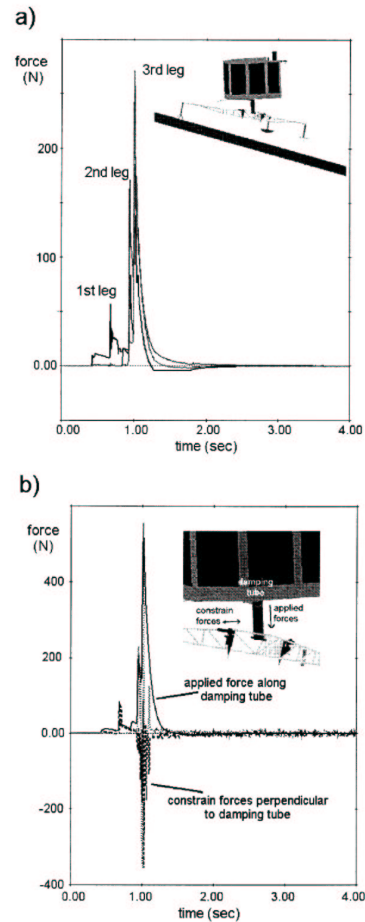 a)
force
(N)
3rd leg
2nd leg
1st leg
200
100
0.00
0.00
1.00
2.00
3.00
4.00
time (sec)
b)
force
(N)
400
200
0.00
-200
-400
damping
tube
constrain
forces
applied
forces
applied force along
damping tube
constrain forces perpendicular
to damping tube
0.00
1.00
2.00
3.00
4.00
time (sec)